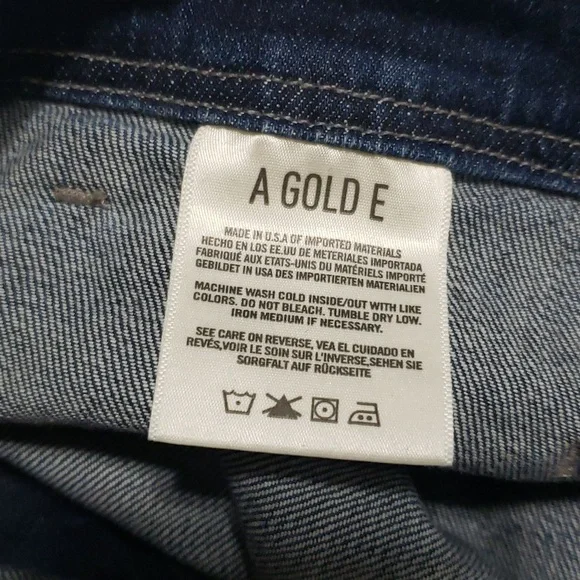 A GOLD E
MADE IN U.S.A OF IMPORTED MATERIALS
HECHO EN LOS EE.UU DE METERIALES IMPORTADA
FABRIQUÉ AUX ETATS-UNIS DU MATÉRIELS IMPORTÉ
GEBILDET IN USA DES IMPORTIERTEN MATERIALIEN
MACHINE WASH COLD INSIDE/OUT WITH LIKE
COLORS. DO NOT BLEACH. TUMBLE DRY LOW.
IRON MEDIUM IF NECESSARY.
SEE CARE ON REVERSE, VEA EL CUIDADO EN
REVÉS,VOIR LE SOIN SUR L'INVERSE,SEHEN SIE
SORGFALT AUF RÜCKSEITE